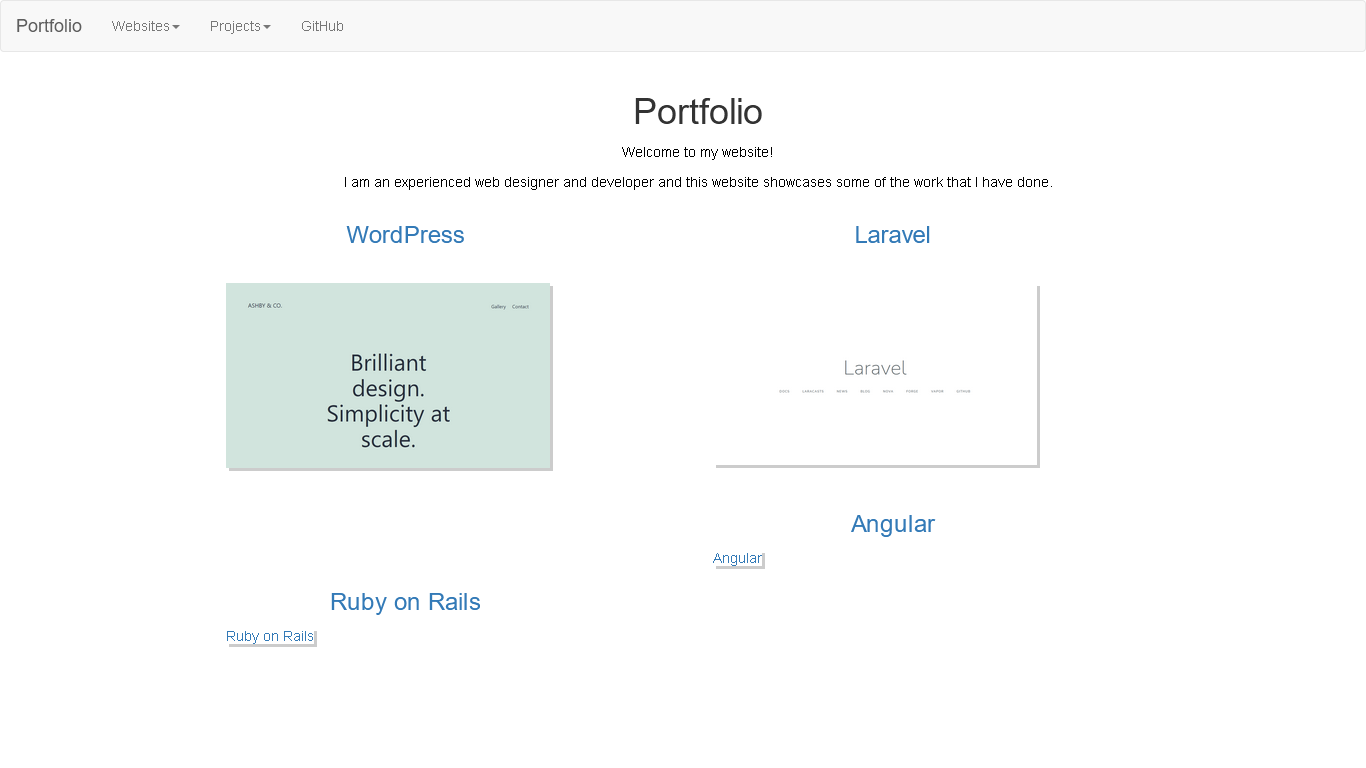 Portfolio Websites Projects GitHub
Portfolio
Welcome to my website!
I am an experienced web designer and developer and this website showcases some of the work that I have done.
WordPress
Laravel
ASHBY & CO. Gallery Contact
Brilliant
design.
Simplicity at
scale.
Laravel
DOCS LARACASTS NEWS BLOG NOVA FORGE VAPOR GITHUB
Angular
Angular
Ruby on Rails
Ruby on Rails